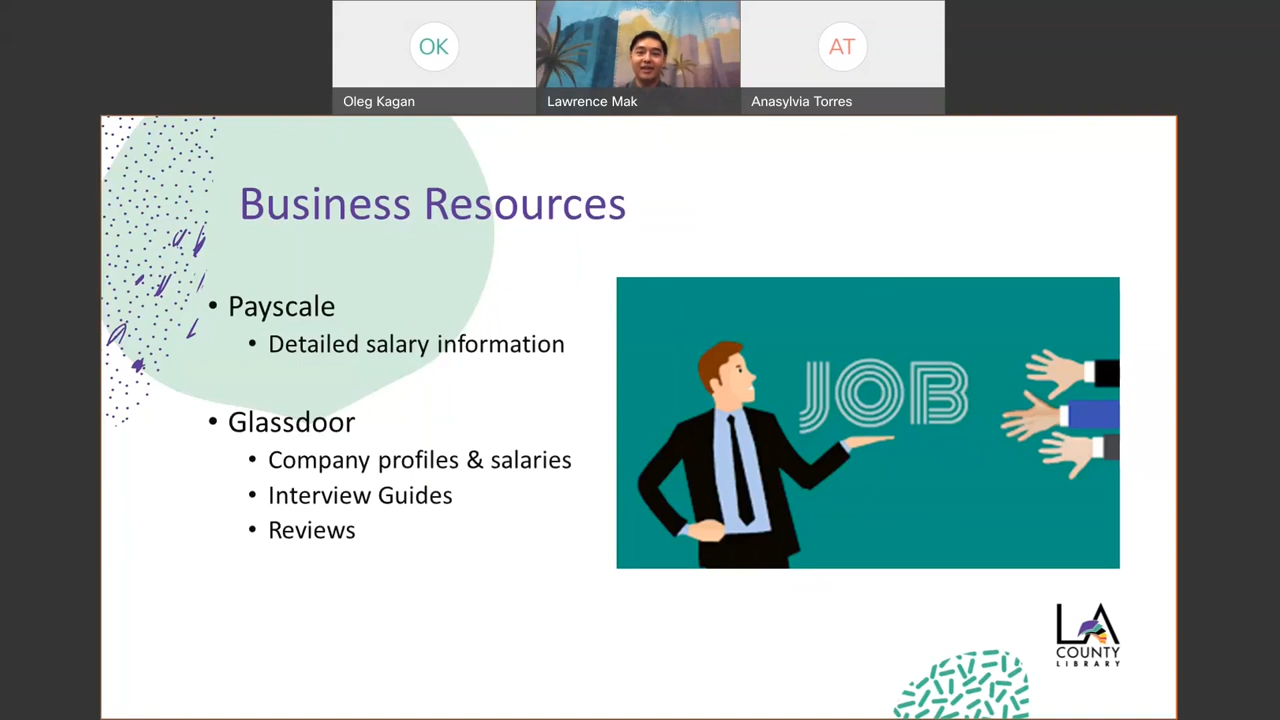 OK
AT
Oleg Kagan
Lawrence Mak
Anasylvia Torres
Business Resources
• Payscale
• Detailed salary information
• Glassdoor
• Company profiles & salaries
• Interview Guides
• Reviews
JOB
LA
COUNTY
LIBRARY